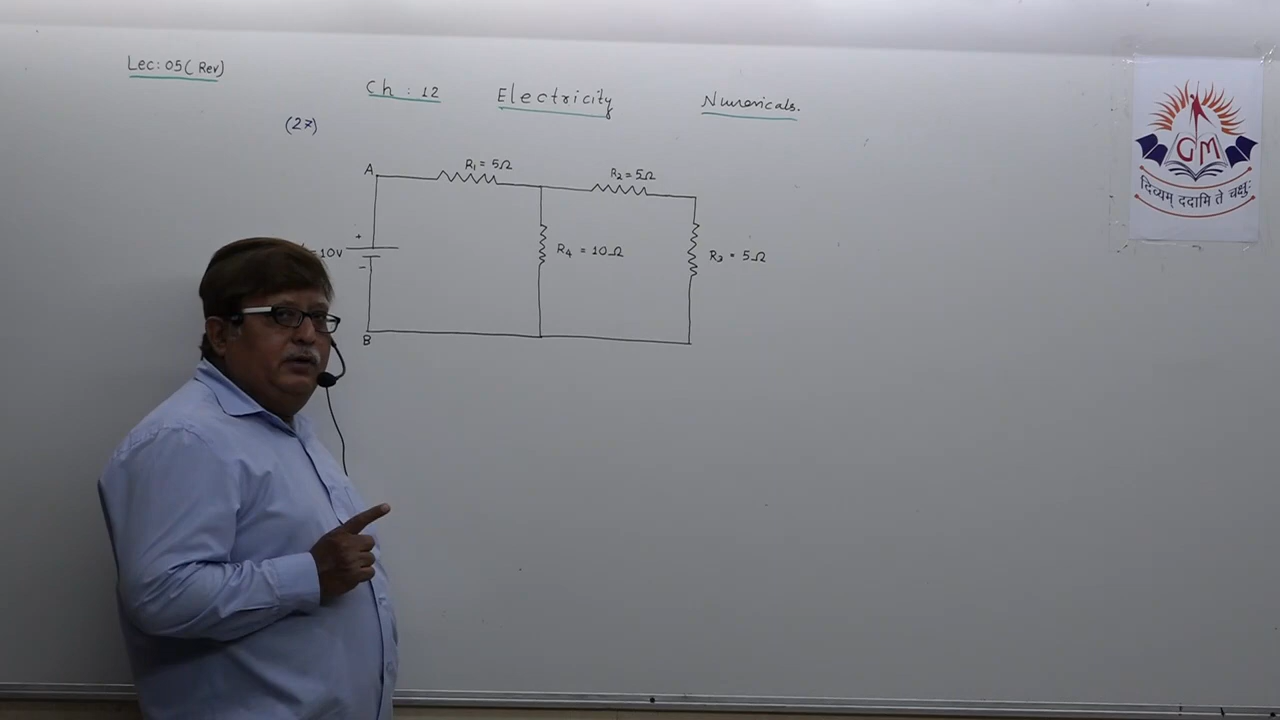 Lec: 05 (Rev)
Ch : 12 Electricity Numericals.
(27)
A
R₁ = 5Ω
R₂ = 5Ω
+
10V
-
R₄ = 10Ω
R₃ = 5Ω
B
GM
दिव्यम् ददामि ते चक्षुः